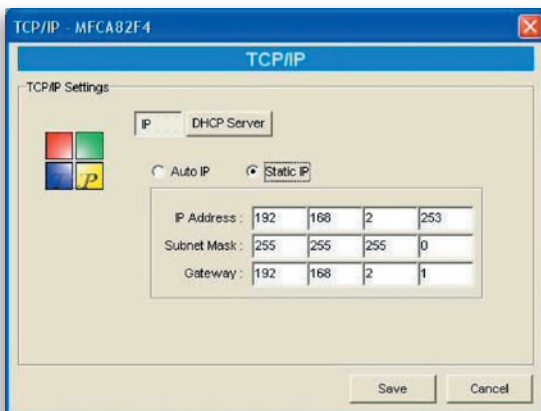 TCP/IP - MFCA82F4
TCP/IP
TCP/IP Settings
IP DHCP Server
Auto IP Static IP
IP Address : 192 168 2 253
Subnet Mask : 255 255 255 0
Gateway : 192 168 2 1
I P
Save Cancel